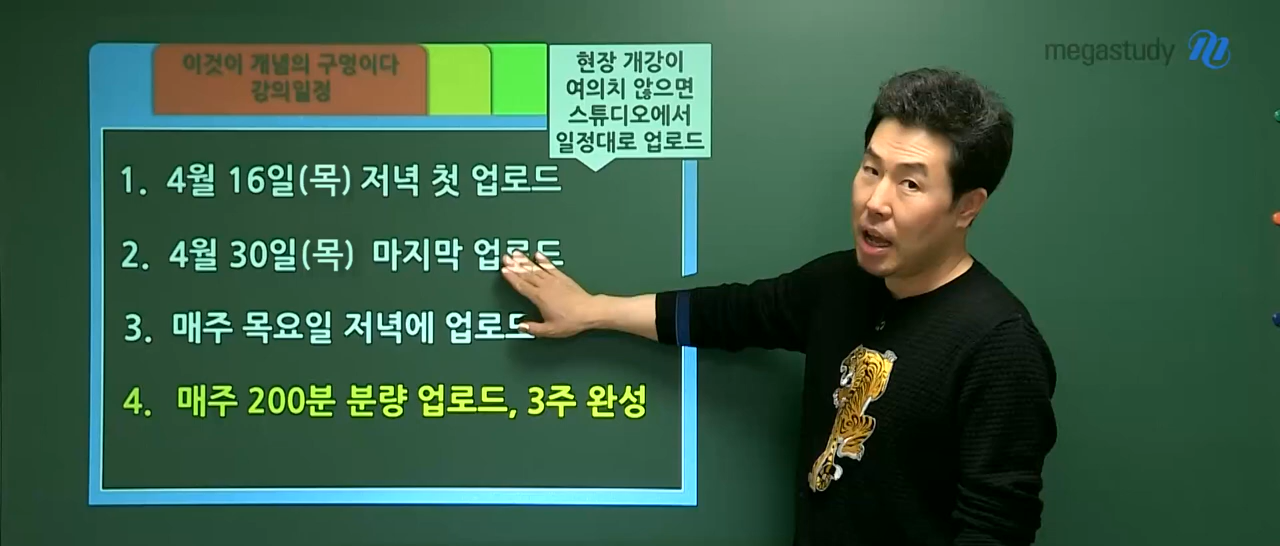 이것이 개념의 구멍이다
강의일정
현장 개강이
여의치 않으면
스튜디오에서
일정대로 업로드
megastudy
1. 4월 16일(목) 저녁 첫 업로드
2. 4월 30일(목) 마지막 업로드
3. 매주 목요일 저녁에 업로드
4. 매주 200분 분량 업로드, 3주 완성